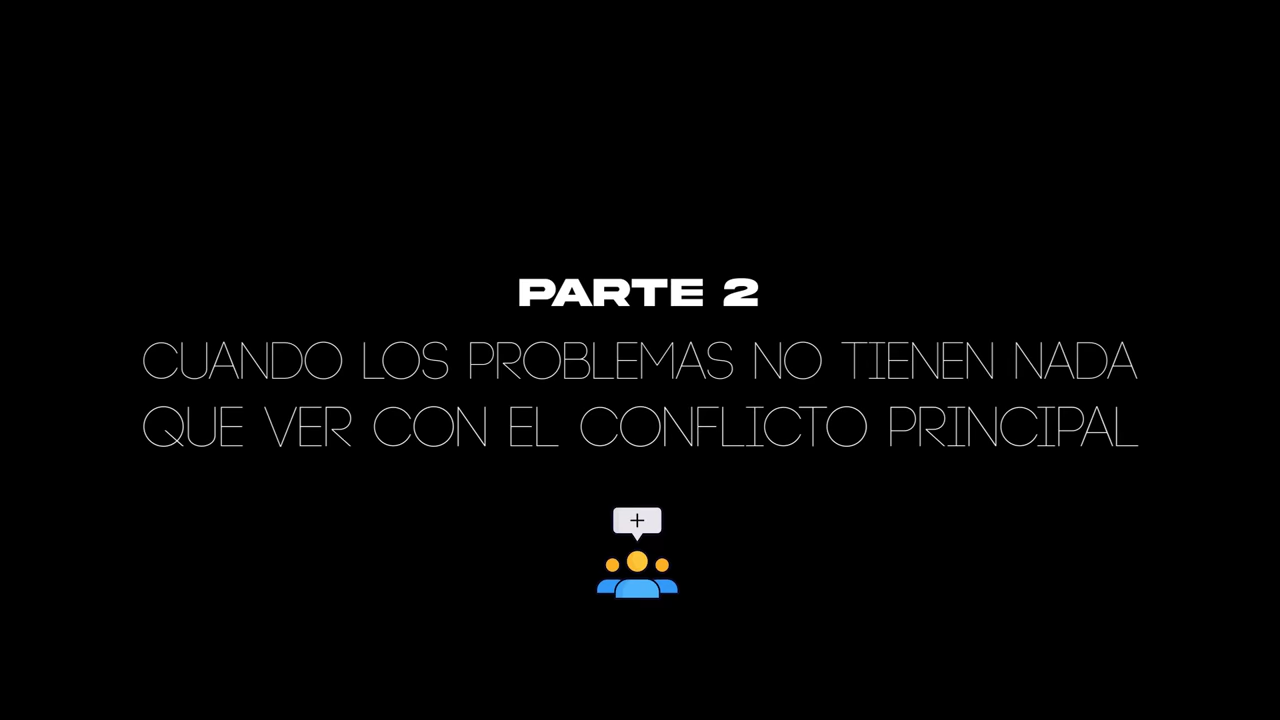 PARTE 2
CUANDO LOS PROBLEMAS NO TIENEN NADA
QUE VER CON EL CONFLICTO PRINCIPAL
+